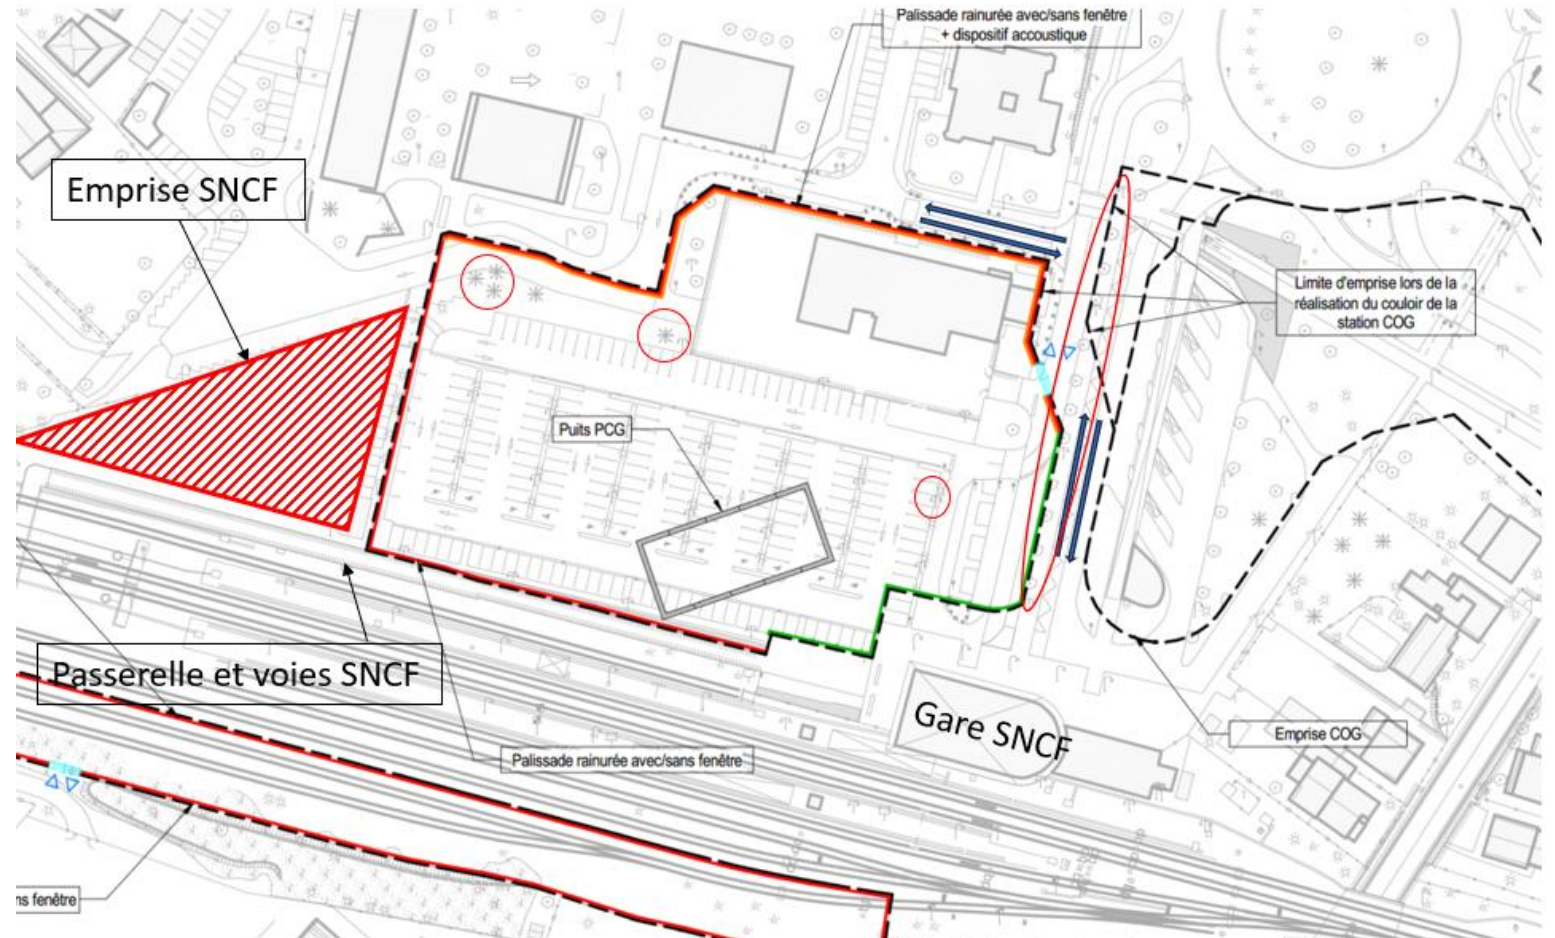 Palissade rainurée avec/sans fenêtre
+ dispositif accoustique
Emprise SNCF
Limite d'emprise lors de la
réalisation du couloir de la
station COG
Puits PCG
Passerelle et voies SNCF
Gare SNCF
Emprise COG
Palissade rainurée avec/sans fenêtre
ns fenêtre